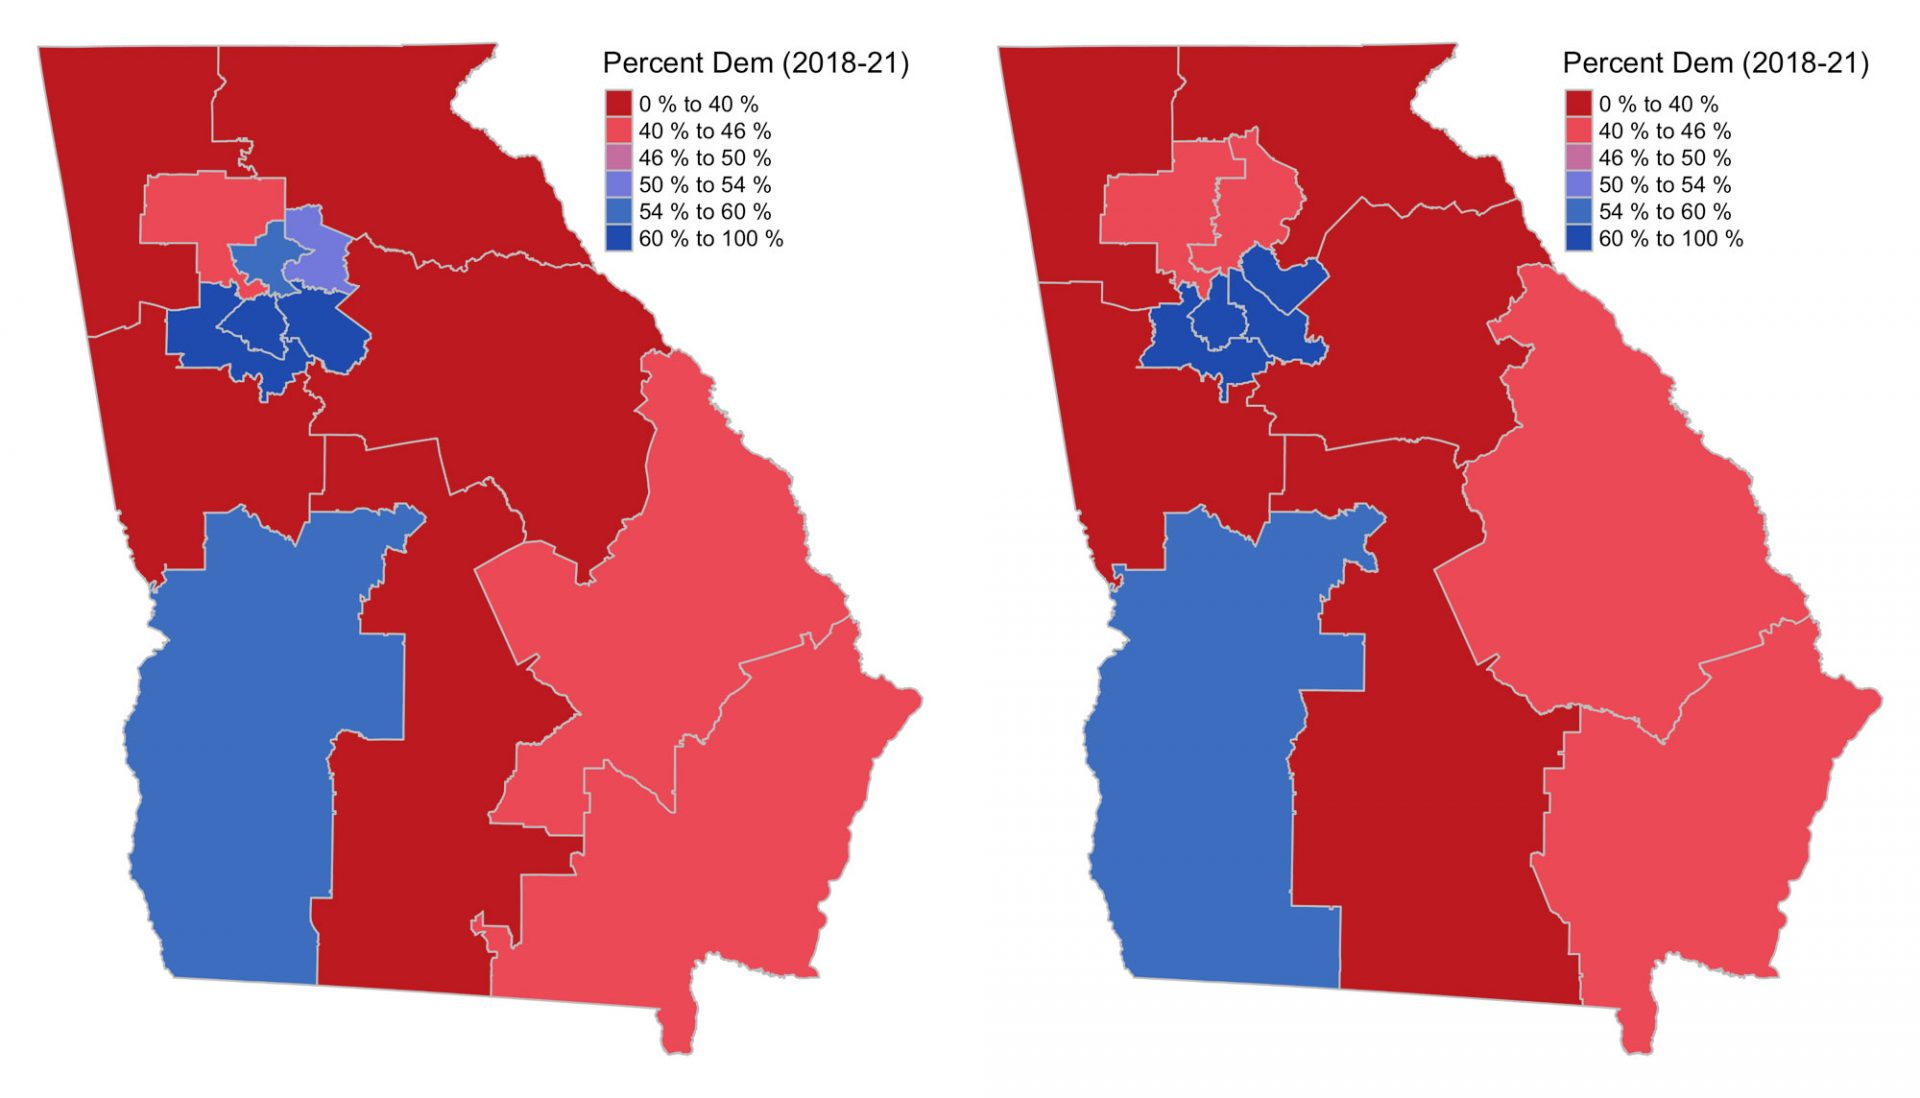 Percent Dem (2018-21)
0 % to 40 %
40 % to 46 %
46 % to 50 %
50 % to 54 %
54 % to 60 %
60 % to 100 %
Percent Dem (2018-21)
0 % to 40 %
40 % to 46 %
46 % to 50 %
50 % to 54 %
54 % to 60 %
60 % to 100 %